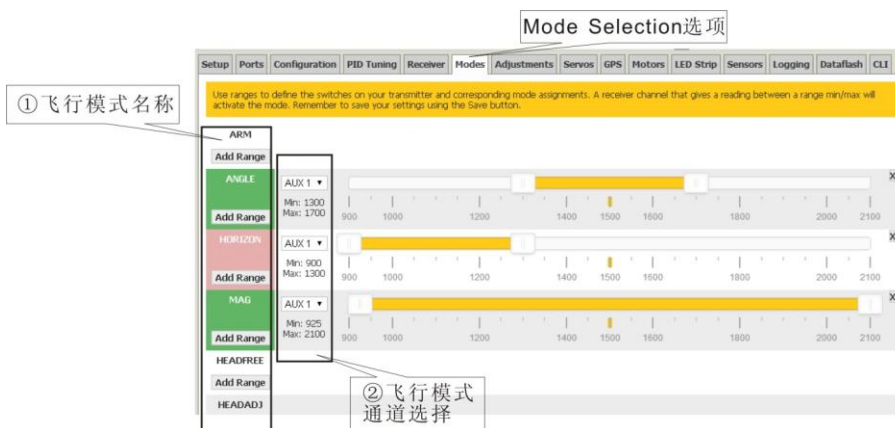 Mode Selection选项
Setup Ports Configuration PID Tuning Receiver Modes Adjustments Servos GPS Motors LED Strip Sensors Logging Dataflash CLI
Use ranges to define the switches on your transmitter and corresponding mode assignments. A receiver channel that gives a reading between a range min/max will
activate the mode. Remember to save your settings using the Save button.
①飞行模式名称
ARM
Add Range
ANGLE
AUX 1
Min: 1300
Max: 1700
Add Range
900 1000 1200 1400 1500 1600 1800 2000 2100
X
HORIZON
AUX 1
Min: 900
Max: 1300
Add Range
900 1000 1200 1400 1500 1600 1800 2000 2100
X
MAG
AUX 1
Min: 925
Max: 2100
Add Range
900 1000 1200 1400 1500 1600 1800 2000 2100
X
HEADFREE
Add Range
HEADADJ
②飞行模式
通道选择